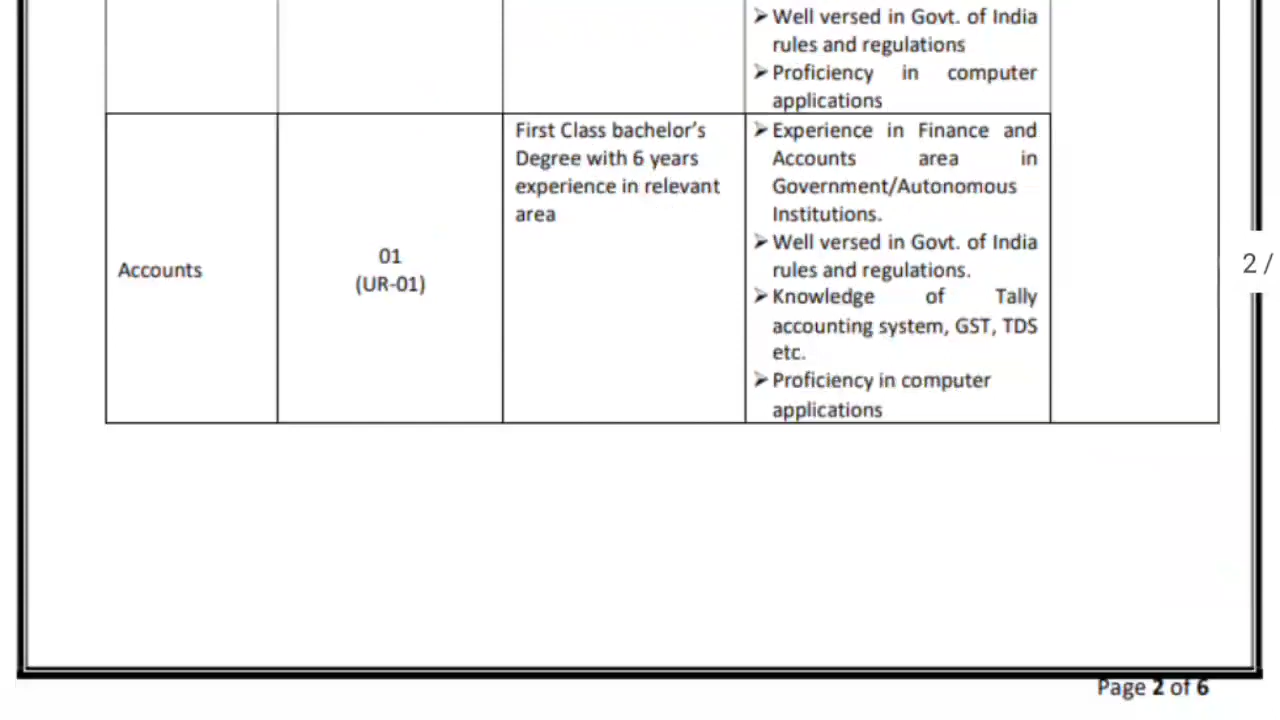 ➢ Well versed in Govt. of India
rules and regulations
➢ Proficiency in computer
applications
Accounts
01
(UR-01)
First Class bachelor's
Degree with 6 years
experience in relevant
area
➢ Experience in Finance and
Accounts area in
Government/Autonomous
Institutions.
➢ Well versed in Govt. of India
rules and regulations.
➢ Knowledge of Tally
accounting system, GST, TDS
etc.
➢ Proficiency in computer
applications
2 /
Page 2 of 6